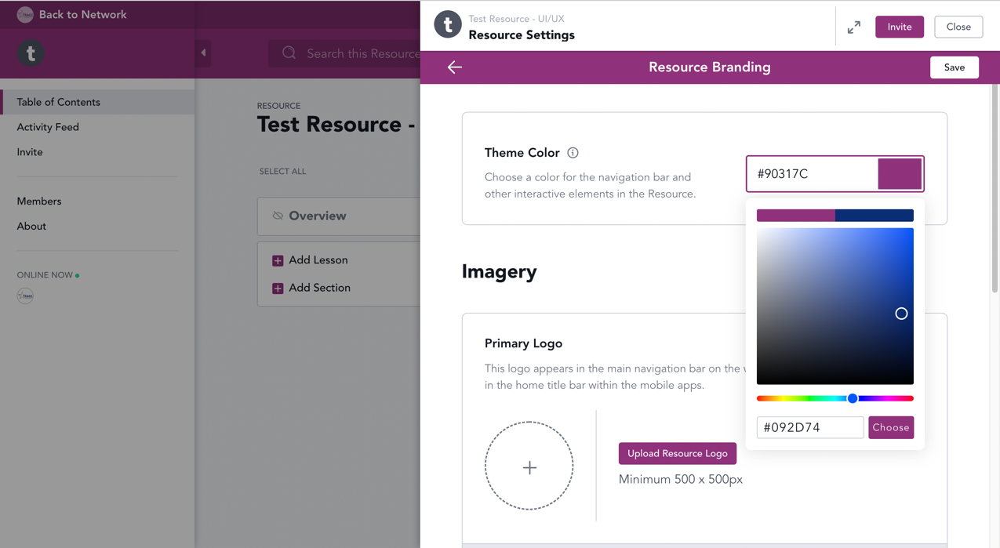 Back to Network
t
Search this Resource
Table of Contents
Activity Feed
Invite
Members
About
ONLINE NOW
RESOURCE
Test Resource -
SELECT ALL
Overview
Add Lesson
Add Section
t
Test Resource - UI/UX
Resource Settings
Invite
Close
Resource Branding
Save
Theme Color
Choose a color for the navigation bar and
other interactive elements in the Resource.
#90317C
#092D74
Choose
Imagery
Primary Logo
This logo appears in the main navigation bar on the
in the home title bar within the mobile apps.
Upload Resource Logo
Minimum 500 x 500px